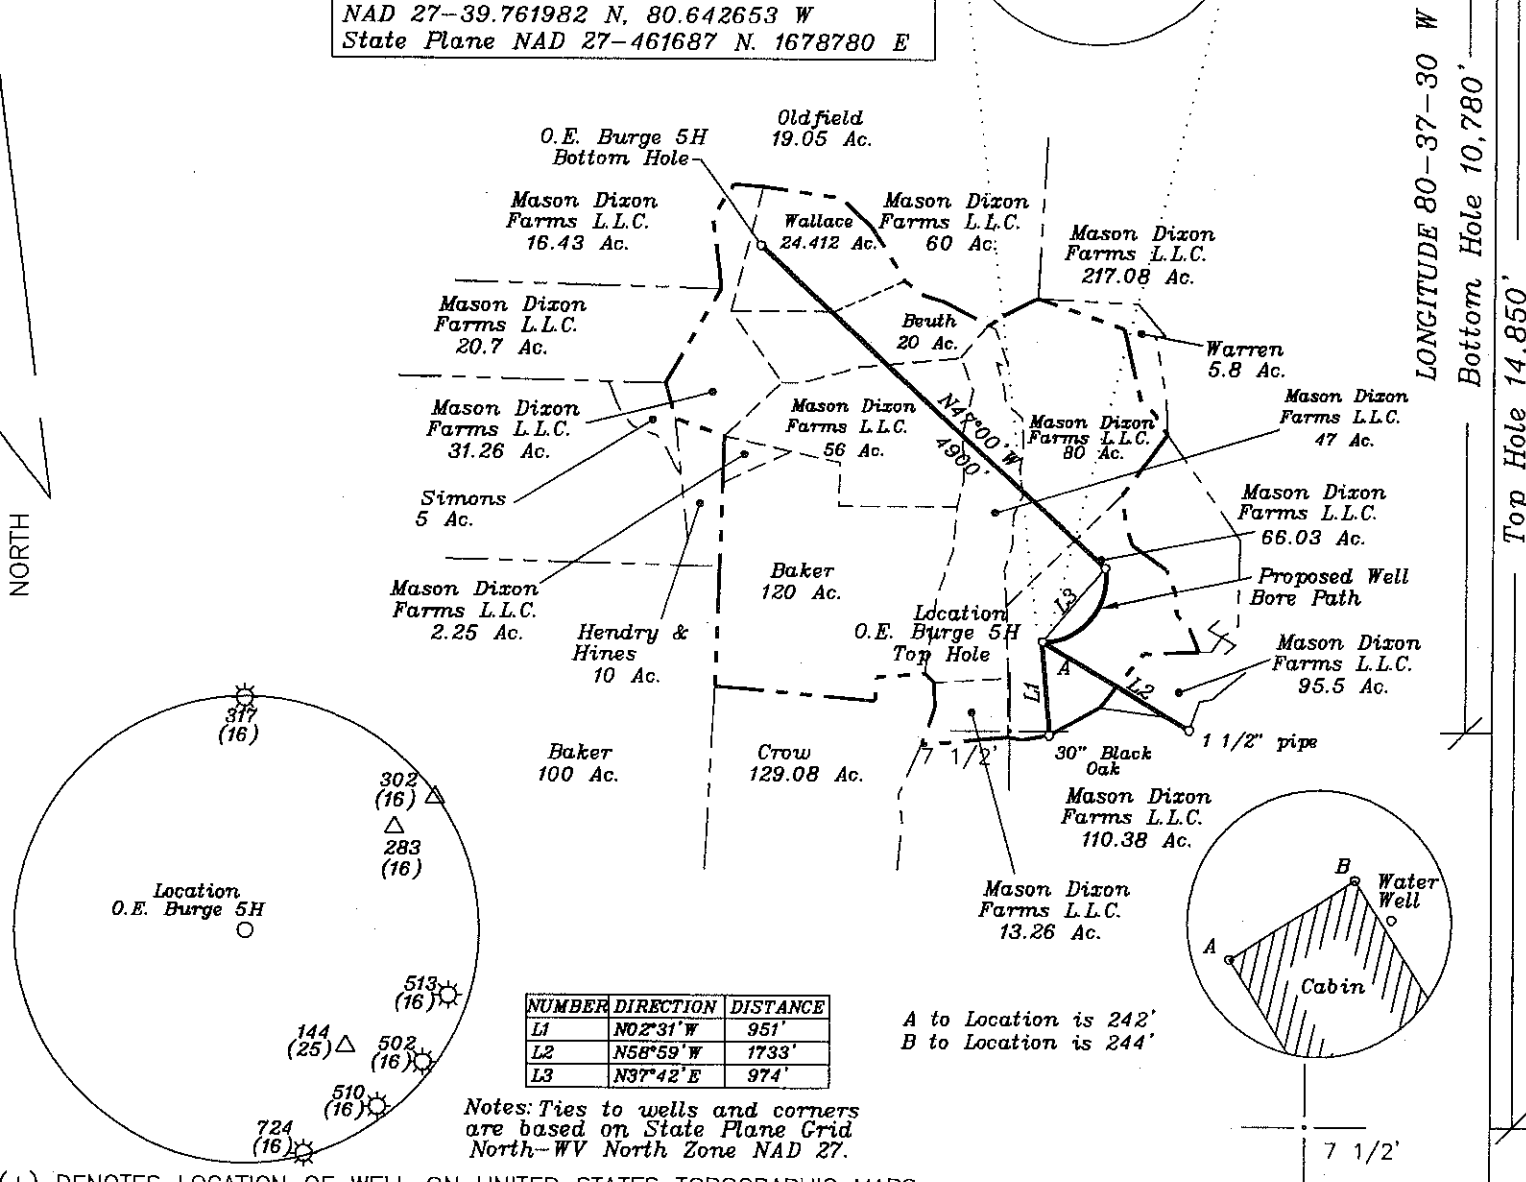 NAD 27-39.761982 N, 80.642653 W
State Plane NAD 27-461687 N. 1678780 E
LONGITUDE 80-37-30 W
Bottom Hole 10,780'
Top Hole 14.850'
NORTH
Oldfield
19.05 Ac.
O.E. Burge 5H
Bottom Hole
Mason Dixon
Farms L.L.C.
16.43 Ac.
Wallace
24.412 Ac.
Mason Dixon
Farms L.L.C.
60 Ac.
Mason Dixon
Farms L.L.C.
217.08 Ac.
Mason Dixon
Farms L.L.C.
20.7 Ac.
Beuth
20 Ac.
Warren
5.8 Ac.
Mason Dixon
Farms L.L.C.
31.26 Ac.
Mason Dixon
Farms L.L.C.
56 Ac.
4900'
Mason Dixon
Farms L.L.C.
80 Ac.
Mason Dixon
Farms L.L.C.
47 Ac.
Simons
5 Ac.
Mason Dixon
Farms L.L.C.
66.03 Ac.
Mason Dixon
Farms L.L.C.
2.25 Ac.
Hendry &
Hines
10 Ac.
Baker
120 Ac.
Location
O.E. Burge 5H
Top Hole
L3
Proposed Well
Bore Path
A
L1
L2
Mason Dixon
Farms L.L.C.
95.5 Ac.
Baker
100 Ac.
Crow
129.08 Ac.
7 1/2'
30" Black
Oak
1 1/2" pipe
Mason Dixon
Farms L.L.C.
110.38 Ac.
Mason Dixon
Farms L.L.C.
13.26 Ac.
317
(16)
302
(16)
283
(16)
Location
O.E. Burge 5H
513
(16)
144
(25)
502
(16)
510
(16)
724
(16)
B
Water
Well
A
Cabin
NUMBER DIRECTION DISTANCE
L1 N02°31'W 951'
L2 N58°59'W 1733'
L3 N37°42'E 974'
A to Location is 242'
B to Location is 244'
Notes: Ties to wells and corners
are based on State Plane Grid
North-WV North Zone NAD 27.
7 1/2'
(+) DENOTES LOCATION OF WELL ON UNITED STATES TOPOGRAPHIC MAPS